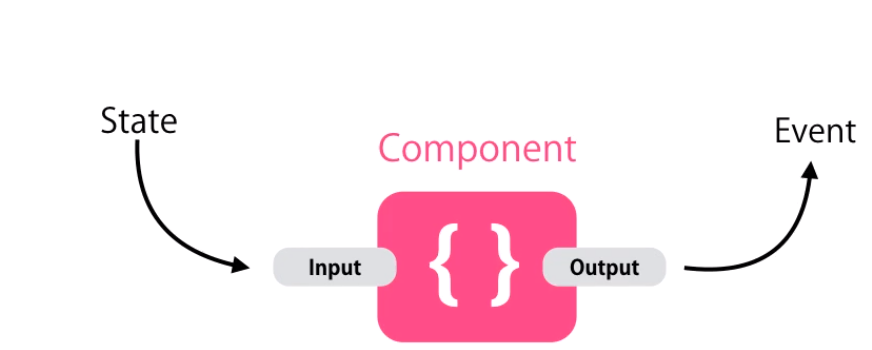 State
Event
Component
{ }
Input
Output